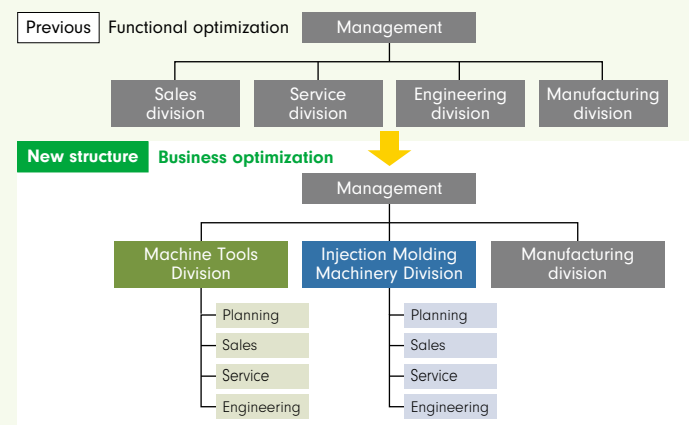 Previous Functional optimization
Management
Sales
division
Service
division
Engineering
division
Manufacturing
division
New structure Business optimization
Management
Machine Tools
Division
Injection Molding
Machinery Division
Manufacturing
division
Planning
Sales
Service
Engineering
Planning
Sales
Service
Engineering